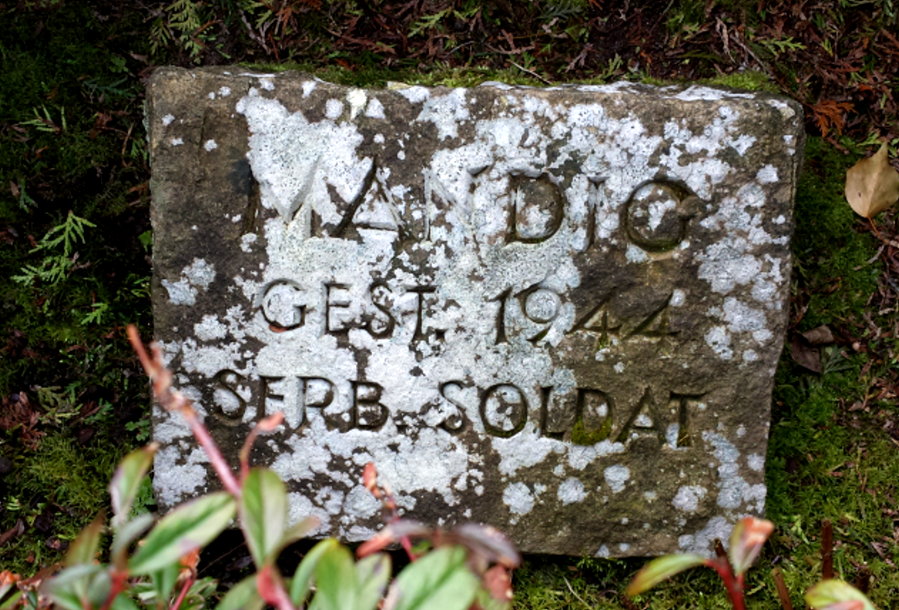 MANDIC
GEST. 1944
SERB. SOLDAT